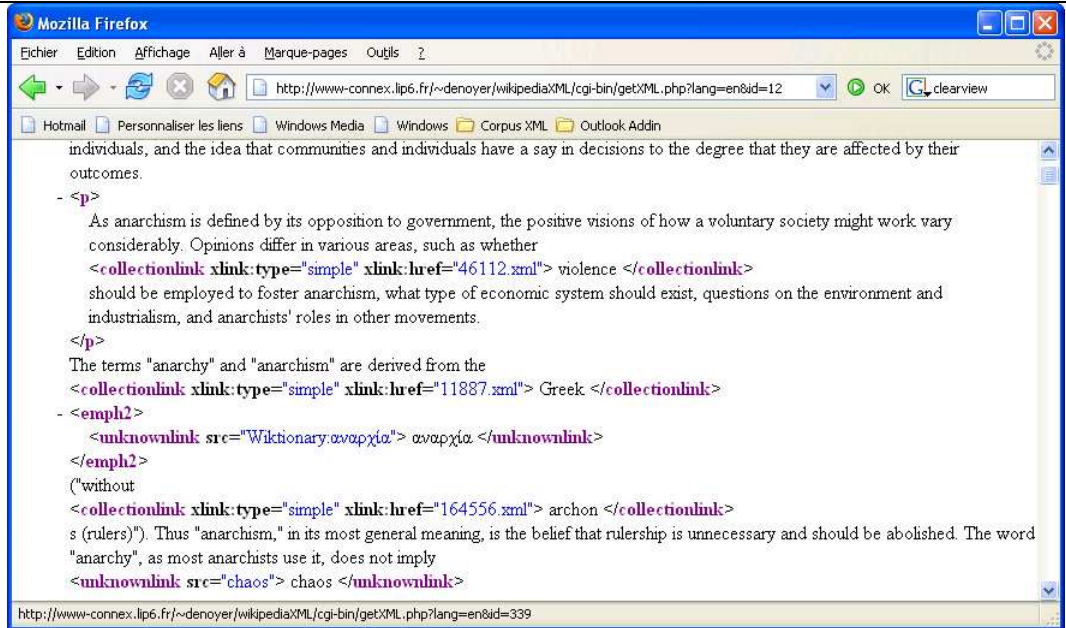 Mozilla Firefox
Fichier Edition Affichage Aller à Marque-pages Outils ?
http://www-connex.lip6.fr/~denoyer/wikipediaXML/cgi-bin/getXML.php?lang=en&id=12 OK G clearview
Hotmail Personnaliser les liens Windows Media Windows Corpus XML Outlook Addin
individuals, and the idea that communities and individuals have a say in decisions to the degree that they are affected by their
outcomes.
- <p>
As anarchism is defined by its opposition to government, the positive visions of how a voluntary society might work vary
considerably. Opinions differ in various areas, such as whether
<collectionlink xlink:type="simple" xlink:href="46112.xml"> violence </collectionlink>
should be employed to foster anarchism, what type of economic system should exist, questions on the environment and
industrialism, and anarchists' roles in other movements.
</p>
The terms "anarchy" and "anarchism" are derived from the
<collectionlink xlink:type="simple" xlink:href="11887.xml"> Greek </collectionlink>
- <emph2>
<unknownlink src="Wiktionary:αναρχία"> αναρχία </unknownlink>
</emph2>
("without
<collectionlink xlink:type="simple" xlink:href="164556.xml"> archon </collectionlink>
s (rulers)"). Thus "anarchism," in its most general meaning, is the belief that rulership is unnecessary and should be abolished. The word
"anarchy", as most anarchists use it, does not imply
<unknownlink src="chaos"> chaos </unknownlink>
http://www-connex.lip6.fr/~denoyer/wikipediaXML/cgi-bin/getXML.php?lang=en&id=339